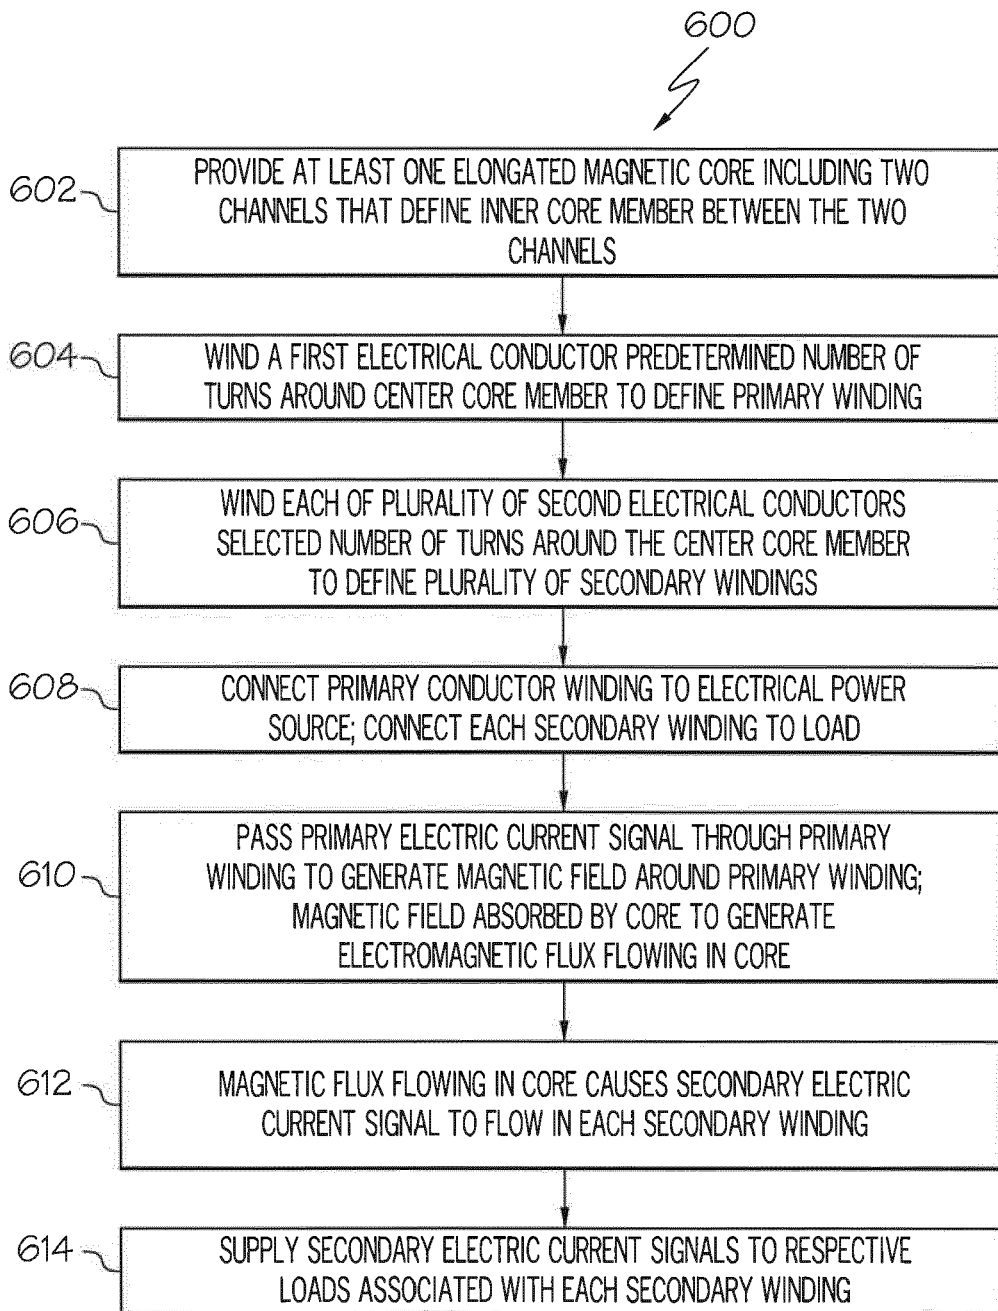 600
602
PROVIDE AT LEAST ONE ELONGATED MAGNETIC CORE INCLUDING TWO
CHANNELS THAT DEFINE INNER CORE MEMBER BETWEEN THE TWO
CHANNELS
604
WIND A FIRST ELECTRICAL CONDUCTOR PREDETERMINED NUMBER OF
TURNS AROUND CENTER CORE MEMBER TO DEFINE PRIMARY WINDING
606
WIND EACH OF PLURALITY OF SECOND ELECTRICAL CONDUCTORS
SELECTED NUMBER OF TURNS AROUND THE CENTER CORE MEMBER
TO DEFINE PLURALITY OF SECONDARY WINDINGS
608
CONNECT PRIMARY CONDUCTOR WINDING TO ELECTRICAL POWER
SOURCE; CONNECT EACH SECONDARY WINDING TO LOAD
610
PASS PRIMARY ELECTRIC CURRENT SIGNAL THROUGH PRIMARY
WINDING TO GENERATE MAGNETIC FIELD AROUND PRIMARY WINDING;
MAGNETIC FIELD ABSORBED BY CORE TO GENERATE
ELECTROMAGNETIC FLUX FLOWING IN CORE
612
MAGNETIC FLUX FLOWING IN CORE CAUSES SECONDARY ELECTRIC
CURRENT SIGNAL TO FLOW IN EACH SECONDARY WINDING
614
SUPPLY SECONDARY ELECTRIC CURRENT SIGNALS TO RESPECTIVE
LOADS ASSOCIATED WITH EACH SECONDARY WINDING